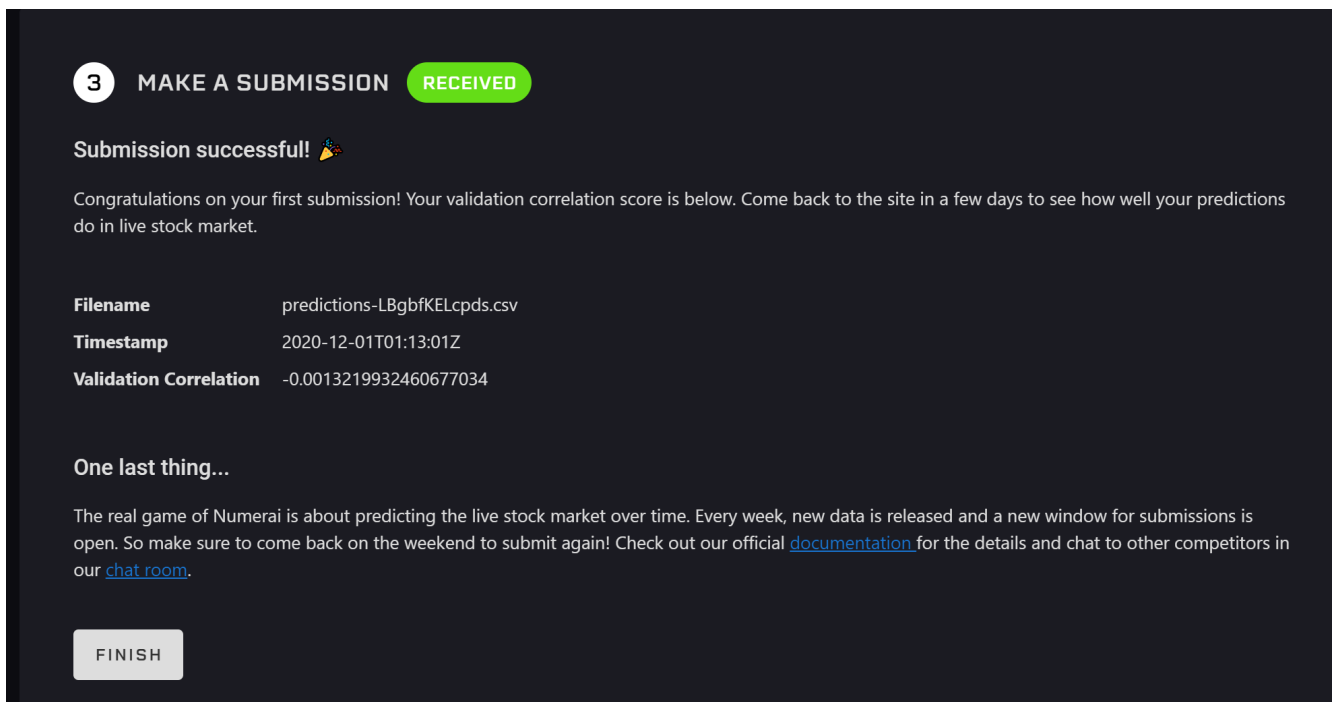 3 MAKE A SUBMISSION RECEIVED
Submission successful! 🎉
Congratulations on your first submission! Your validation correlation score is below. Come back to the site in a few days to see how well your predictions
do in live stock market.
Filename predictions-LBgbfKELcpds.csv
Timestamp 2020-12-01T01:13:01Z
Validation Correlation -0.0013219932460677034
One last thing...
The real game of Numerai is about predicting the live stock market over time. Every week, new data is released and a new window for submissions is
open. So make sure to come back on the weekend to submit again! Check out our official documentation for the details and chat to other competitors in
our chat room.
FINISH